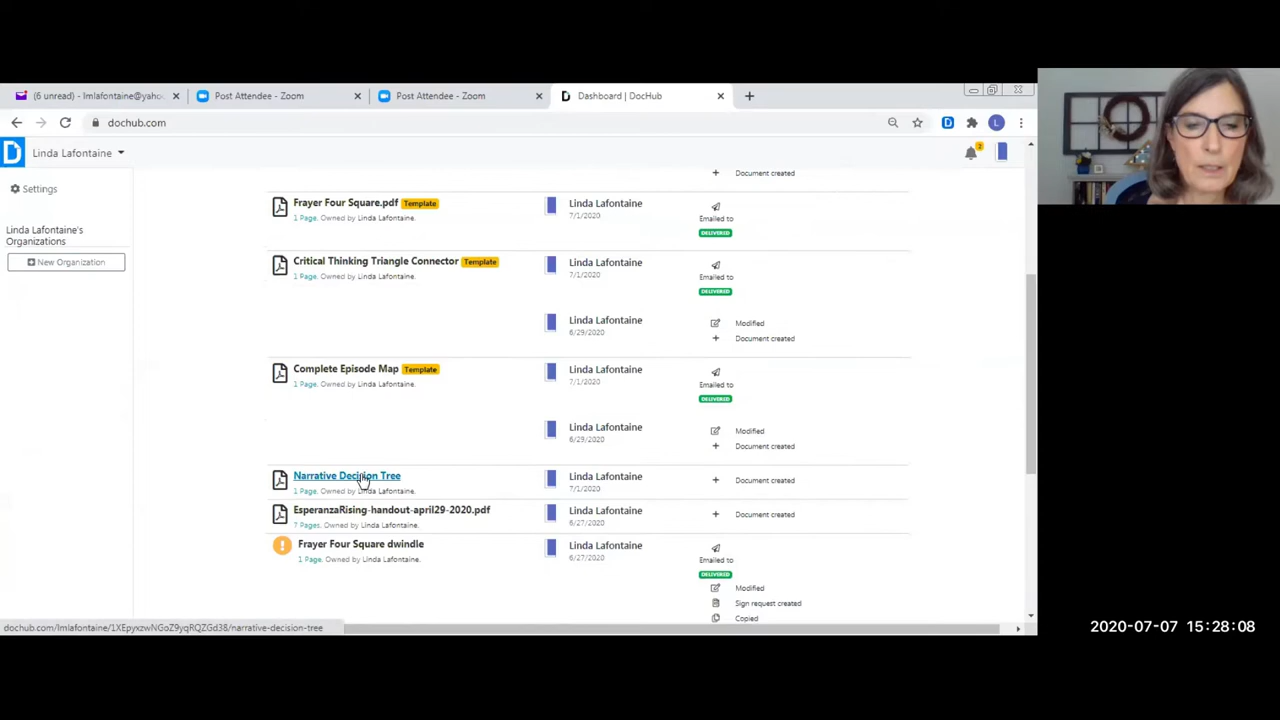 (6 unread) - lmlafontaine@yaho
Post Attendee - Zoom
Post Attendee - Zoom
Dashboard | DocHub
dochub.com
Linda Lafontaine
2
Settings
Linda Lafontaine's
Organizations
New Organization
Document created
Frayer Four Square.pdf Template
1 Page. Owned by Linda Lafontaine.
Linda Lafontaine
7/1/2020
Emailed to
DELIVERED
Critical Thinking Triangle Connector Template
1 Page. Owned by Linda Lafontaine.
Linda Lafontaine
7/1/2020
Emailed to
DELIVERED
Linda Lafontaine
6/29/2020
Modified
Document created
Complete Episode Map Template
1 Page. Owned by Linda Lafontaine.
Linda Lafontaine
7/1/2020
Emailed to
DELIVERED
Linda Lafontaine
6/29/2020
Modified
Document created
Narrative Decision Tree
1 Page. Owned by Linda Lafontaine.
Linda Lafontaine
7/1/2020
Document created
EsperanzaRising-handout-april29-2020.pdf
7 Pages. Owned by Linda Lafontaine.
Linda Lafontaine
6/27/2020
Document created
Frayer Four Square dwindle
1 Page. Owned by Linda Lafontaine.
Linda Lafontaine
6/27/2020
Emailed to
DELIVERED
Modified
Sign request created
Copied
dochub.com/lmlafontaine/1XEpyxzwNGoZ9yqRQZGd38/narrative-decision-tree
2020-07-07 15:28:08